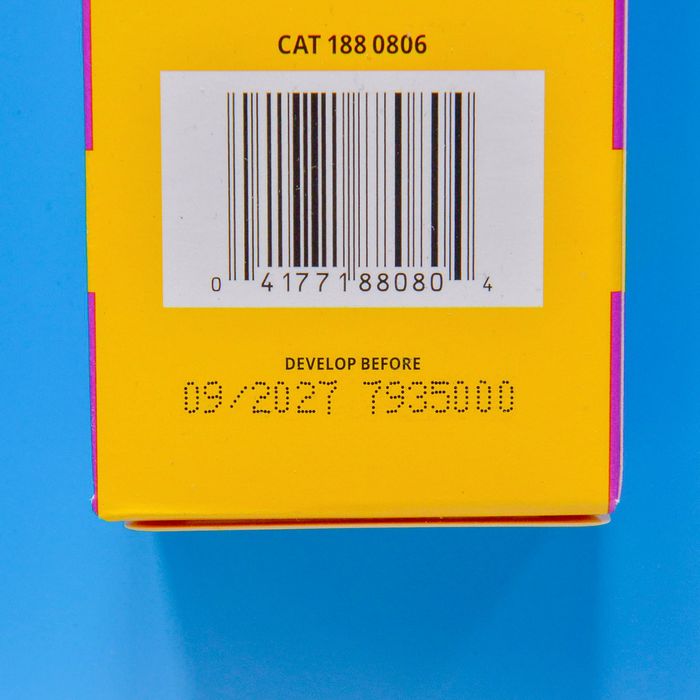 CAT 188 0806
0 41771 88080 4
DEVELOP BEFORE
09/2027 7935000